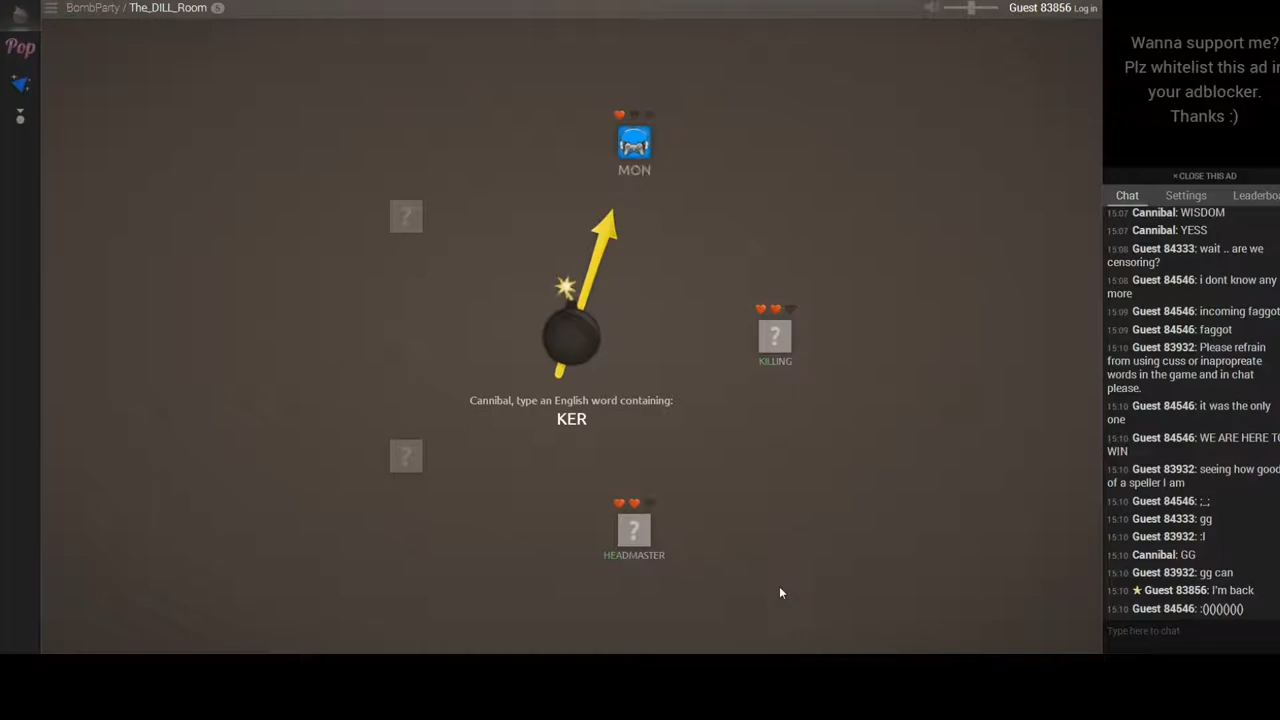 BombParty / The_DILL_Room 5
Guest 83856 Log in
Pop
Wanna support me?
Plz whitelist this ad in
your adblocker.
Thanks :)
× CLOSE THIS AD
Chat Settings Leaderboa
MON
?
?
KILLING
Cannibal, type an English word containing:
KER
?
?
HEADMASTER
15:07 Cannibal: WISDOM
15:07 Cannibal: YESS
15:08 Guest 84333: wait .. are we
censoring?
15:08 Guest 84546: i dont know any
more
15:09 Guest 84546: incoming faggot
15:09 Guest 84546: faggot
15:10 Guest 83932: Please refrain
from using cuss or inapropreate
words in the game and in chat
please.
15:10 Guest 84546: it was the only
one
15:10 Guest 84546: WE ARE HERE TO
WIN
15:10 Guest 83932: seeing how good
of a speller I am
15:10 Guest 84546: ;_;
15:10 Guest 84333: gg
15:10 Guest 83932: :l
15:10 Cannibal: GG
15:10 Guest 83932: gg can
15:10 ★ Guest 83856: I'm back
15:10 Guest 84546: :()()()()()()
Type here to chat